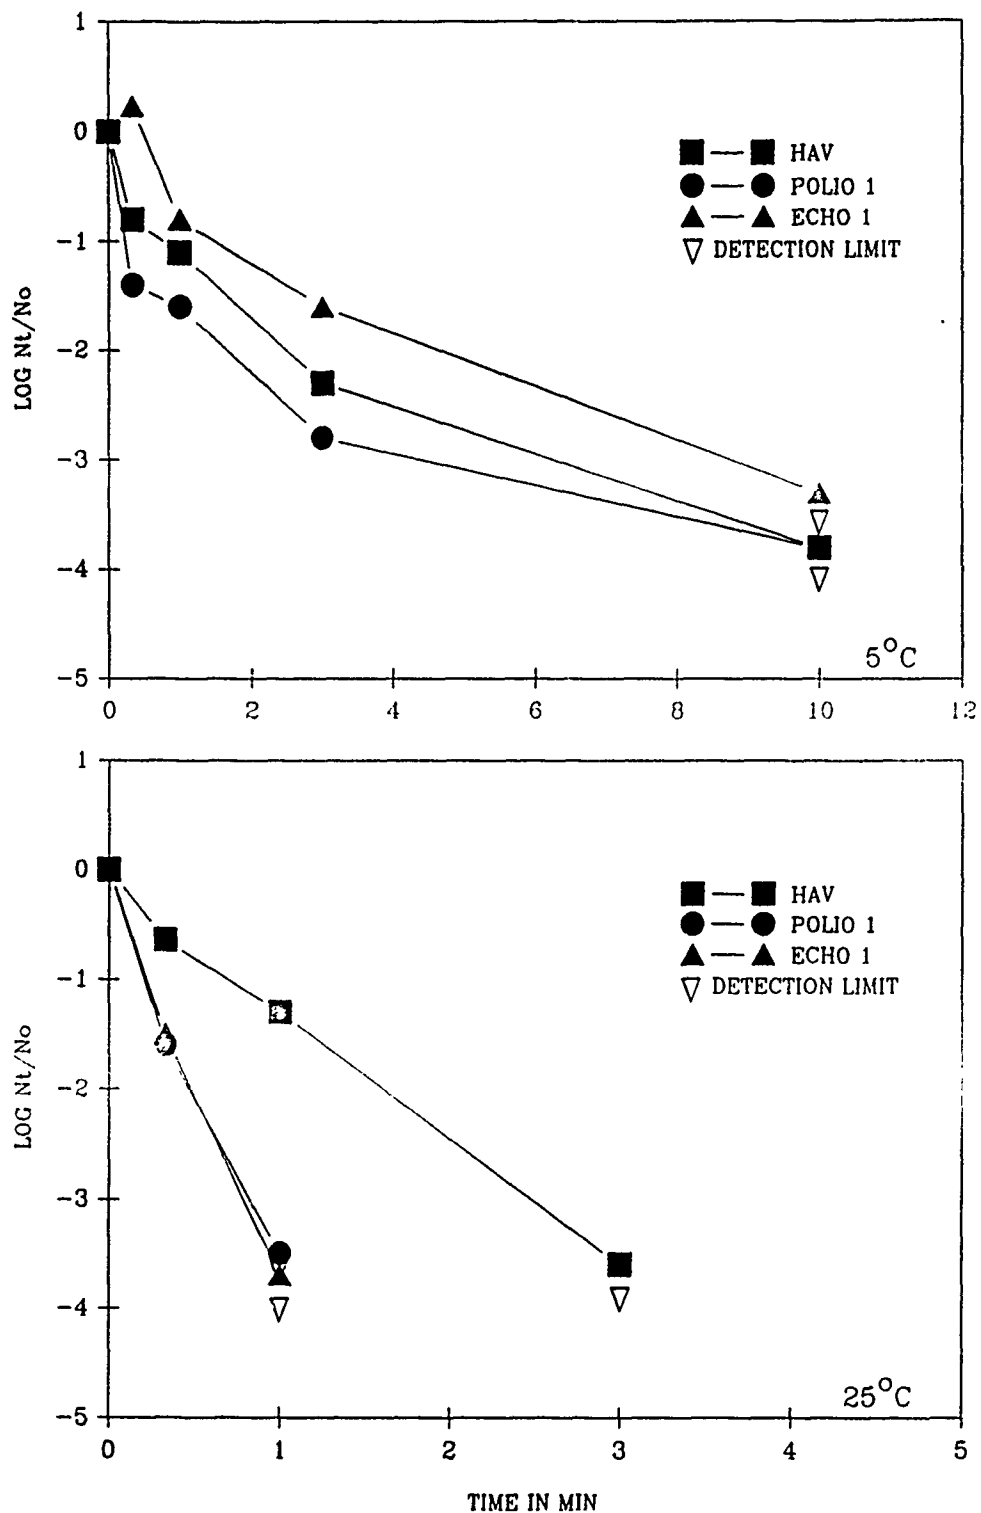 1
0
-1
-2
-3
-4
-5
LOG Nt/No
HAV
POLIO 1
ECHO 1
DETECTION LIMIT
5°C
0 2 4 6 8 10 12
1
0
-1
-2
-3
-4
-5
LOG Nt/No
HAV
POLIO 1
ECHO 1
DETECTION LIMIT
25°C
0 1 2 3 4 5
TIME IN MIN